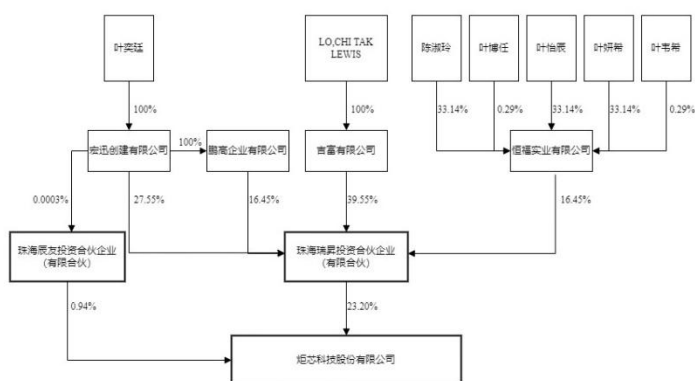 叶奕廷
LO,CHI TAK
LEWIS
陈淑玲
叶博任
叶怡辰
叶妍希
叶韦希
100%
100%
33.14%
0.29%
33.14%
33.14%
0.29%
宏迅创建有限公司
100%
鹏高企业有限公司
吉富有限公司
恒福实业有限公司
0.0003%
27.55%
16.45%
39.55%
16.45%
珠海辰友投资合伙企业
(有限合伙)
珠海瑞昇投资合伙企业
(有限合伙)
0.94%
23.20%
炬芯科技股份有限公司